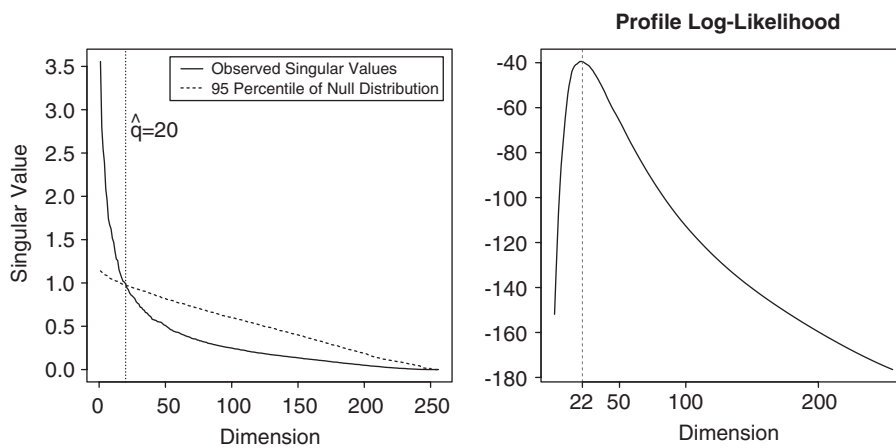 Profile Log-Likelihood
3.5
3.0
2.5
2.0
1.5
1.0
0.5
0.0
Singular Value
Observed Singular Values
95 Percentile of Null Distribution
q̂=20
0 50 100 150 200 250
Dimension
-40
-60
-80
-100
-120
-140
-160
-180
22 50 100 200
Dimension